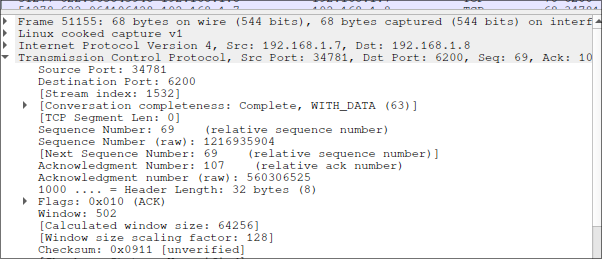 Frame 51155: 68 bytes on wire (544 bits), 68 bytes captured (544 bits) on interf
Linux cooked capture v1
Internet Protocol Version 4, Src: 192.168.1.7, Dst: 192.168.1.8
Transmission Control Protocol, Src Port: 34781, Dst Port: 6200, Seq: 69, Ack: 10
Source Port: 34781
Destination Port: 6200
[Stream index: 1532]
[Conversation completeness: Complete, WITH_DATA (63)]
[TCP Segment Len: 0]
Sequence Number: 69    (relative sequence number)
Sequence Number (raw): 1216935904
[Next Sequence Number: 69    (relative sequence number)]
Acknowledgment Number: 107    (relative ack number)
Acknowledgment number (raw): 560306525
1000 .... = Header Length: 32 bytes (8)
Flags: 0x010 (ACK)
Window: 502
[Calculated window size: 64256]
[Window size scaling factor: 128]
Checksum: 0x0911 [unverified]